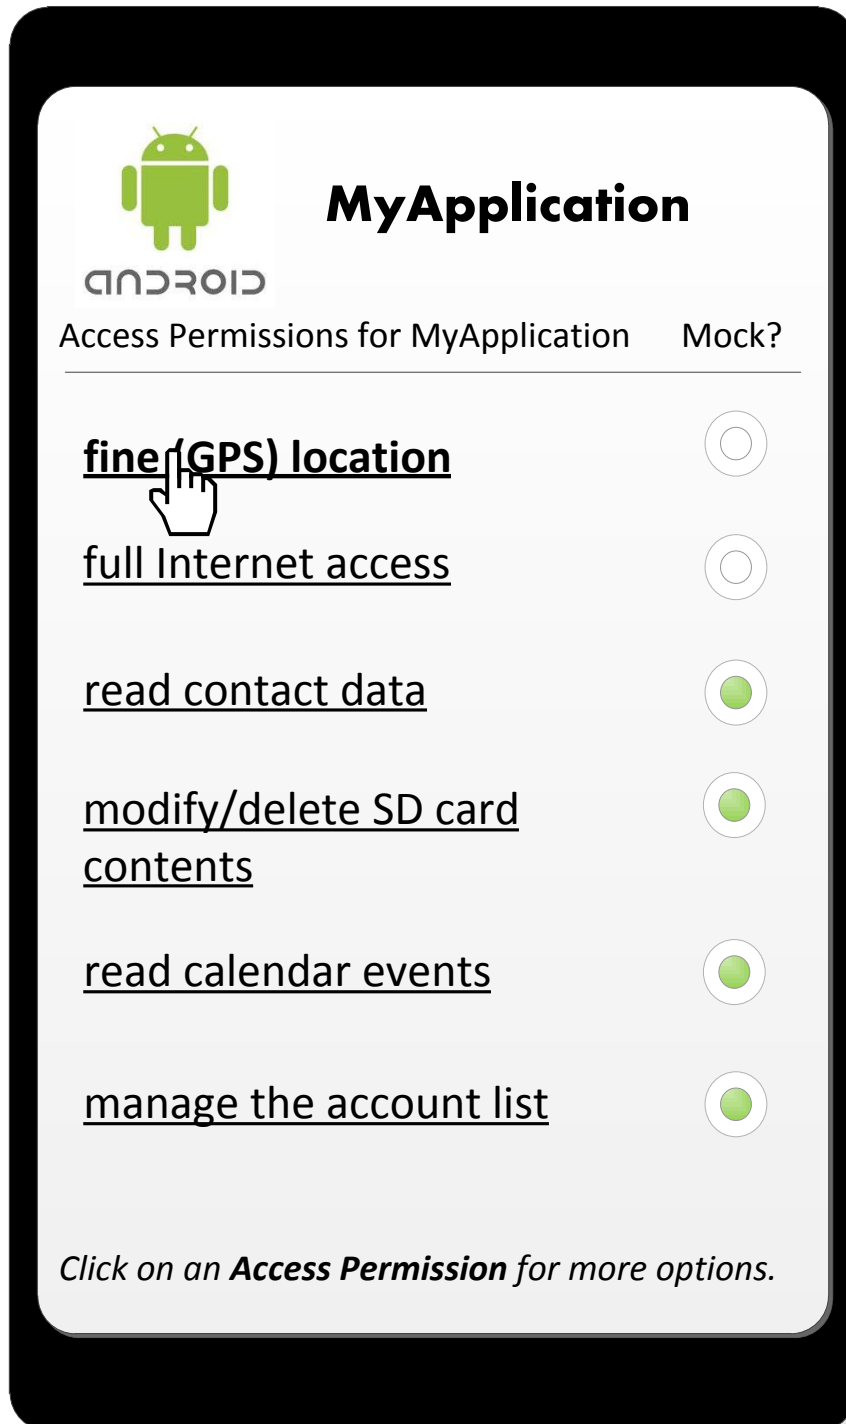 MyApplication
ANDROID
Access Permissions for MyApplication Mock?
fine (GPS) location
full Internet access
read contact data
modify/delete SD card
contents
read calendar events
manage the account list
Click on an Access Permission for more options.